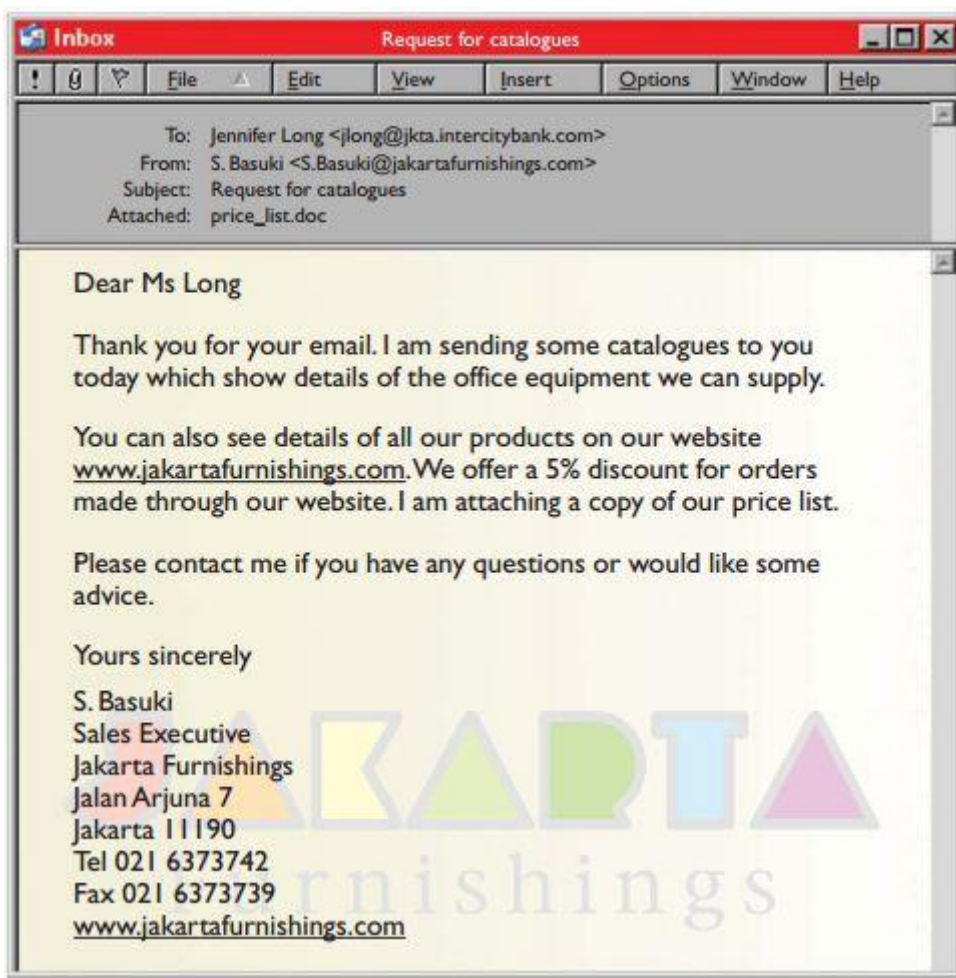 Inbox
Request for catalogues
! File Edit View Insert Options Window Help
To: Jennifer Long <jlong@jkta.intercitybank.com>
From: S. Basuki <S.Basuki@jakartafurnishings.com>
Subject: Request for catalogues
Attached: price_list.doc
Dear Ms Long
Thank you for your email. I am sending some catalogues to you
today which show details of the office equipment we can supply.
You can also see details of all our products on our website
www.jakartafurnishings.com. We offer a 5% discount for orders
made through our website. I am attaching a copy of our price list.
Please contact me if you have any questions or would like some
advice.
Yours sincerely
S. Basuki
Sales Executive
Jakarta Furnishings
Jalan Arjuna 7
Jakarta 11190
Tel 021 6373742
Fax 021 6373739
www.jakartafurnishings.com
JAKARTA
furnishings